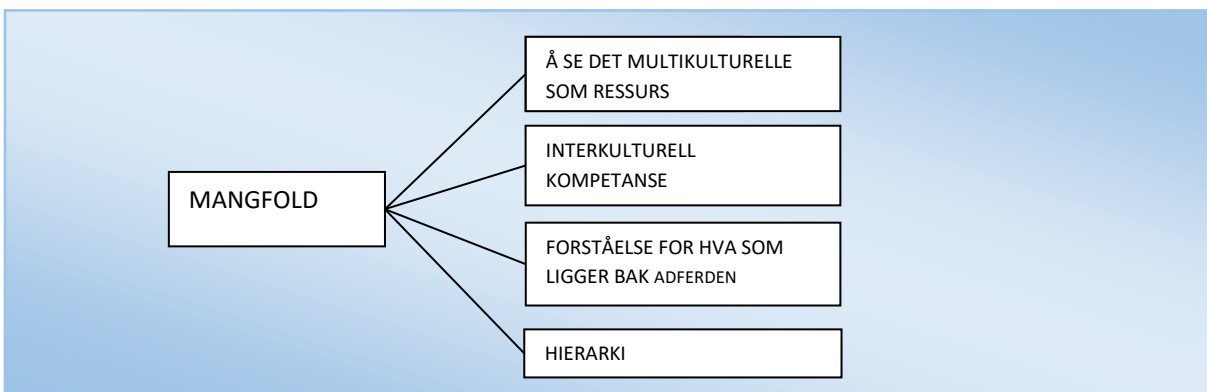 MANGFOLD
Å SE DET MULTIKULTURELLE
SOM RESSURS
INTERKULTURELL
KOMPETANSE
FORSTÅELSE FOR HVA SOM
LIGGER BAK ADFERDEN
HIERARKI